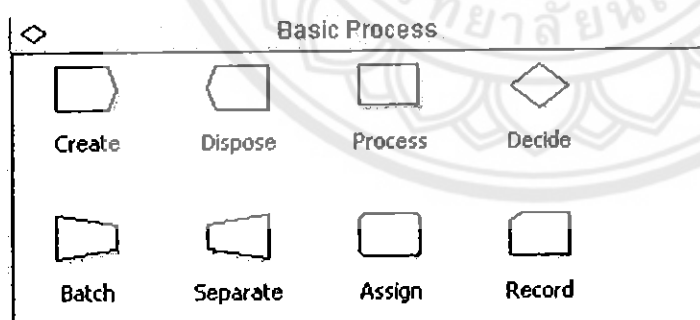 Basic Process
Create Dispose Process Decide
Batch Separate Assign Record